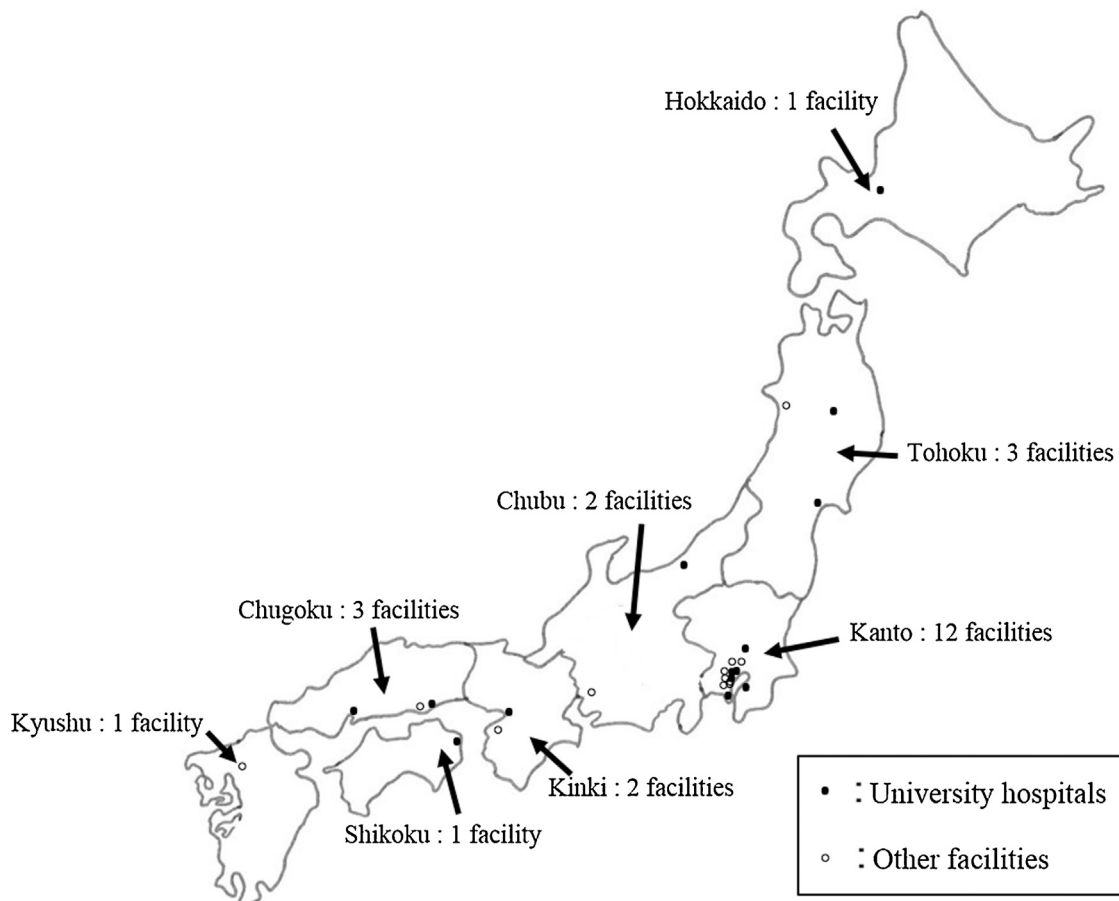 Hokkaido : 1 facility
Tohoku : 3 facilities
Chubu : 2 facilities
Chugoku : 3 facilities
Kanto : 12 facilities
Kyushu : 1 facility
Kinki : 2 facilities
Shikoku : 1 facility
: University hospitals
: Other facilities